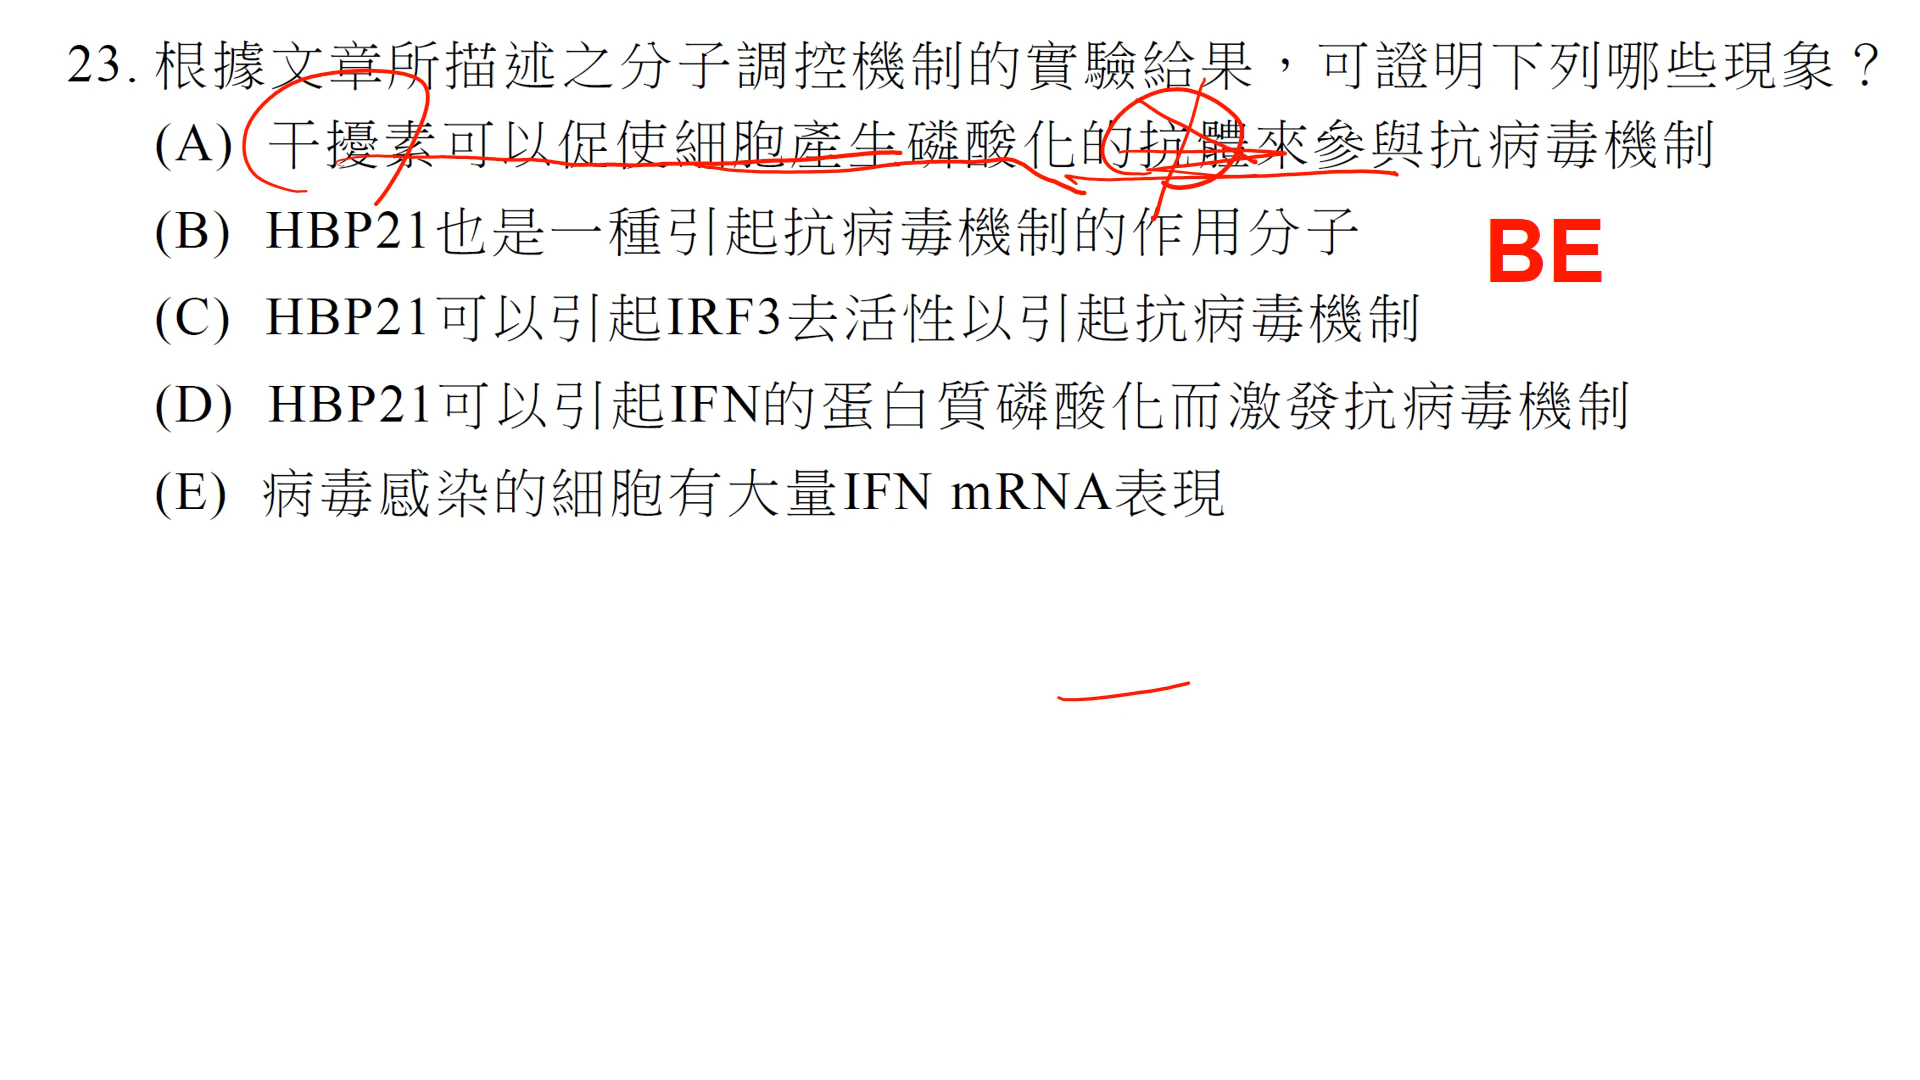 23. 根據文章所描述之分子調控機制的實驗給果，可證明下列哪些現象？
(A) 干擾素可以促使細胞產生磷酸化的抗體來參與抗病毒機制
(B) HBP21也是一種引起抗病毒機制的作用分子
BE
(C) HBP21可以引起IRF3去活性以引起抗病毒機制
(D) HBP21可以引起IFN的蛋白質磷酸化而激發抗病毒機制
(E) 病毒感染的細胞有大量IFN mRNA表現